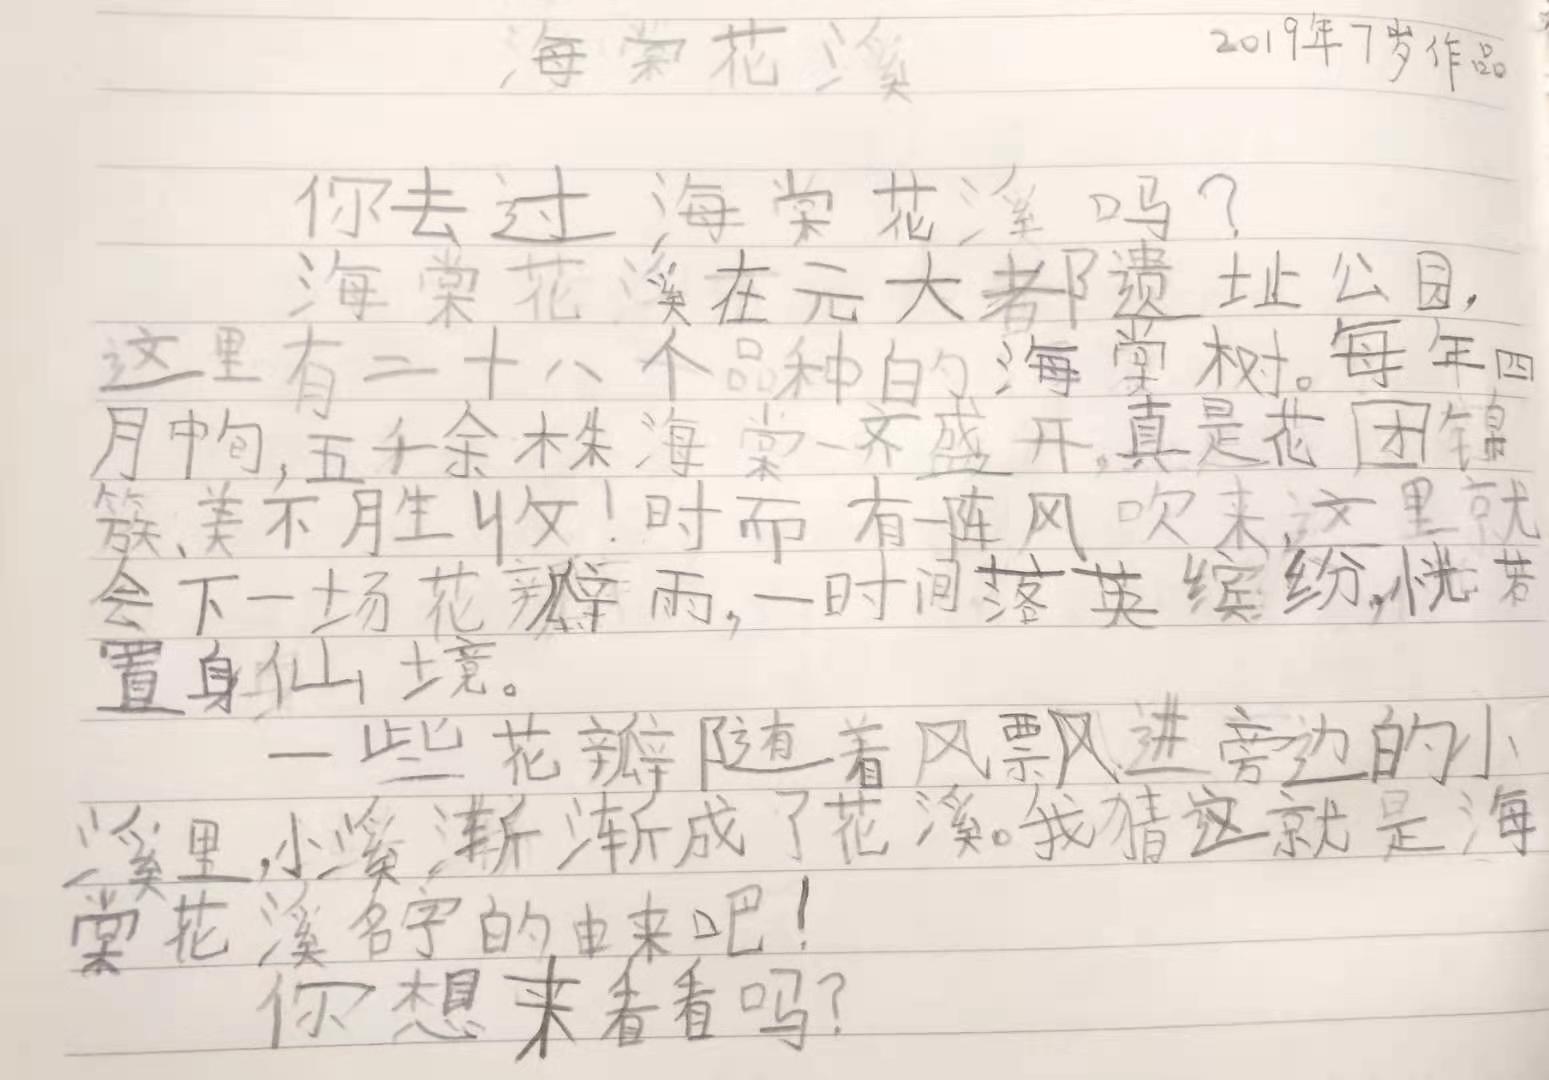 海棠花溪 2019年7岁作品
你去过海棠花溪吗?
海棠花溪在元大都遗址公园,
这里有二十八个品种的海棠树。每年四
月中旬,五千余株海棠一齐盛开,真是花团锦
簇、美不胜收!时而有一阵风吹来,这里就
会下一场花瓣雨,一时间落英缤纷,恍若
置身仙境。
一些花瓣随着风飘进旁边的小
溪里,小溪渐渐成了花溪。我猜这就是海
棠花溪名字的由来吧!
你想来看看吗?